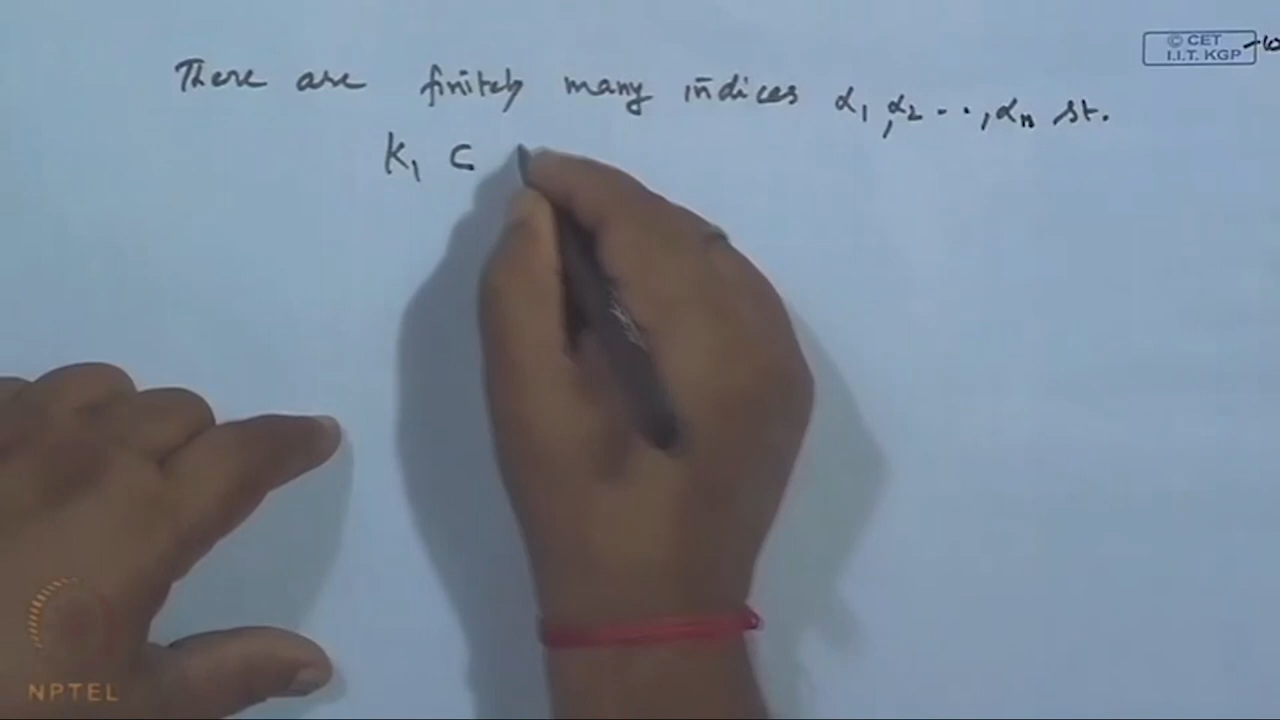 © CET
I.I.T. KGP
There are finitely many indices α₁, α₂ ..., αₙ st.
K₁ ⊂
NPTEL